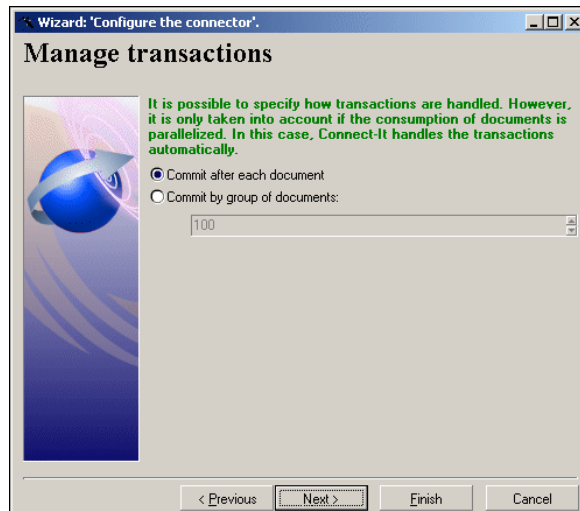 Wizard: 'Configure the connector'.
Manage transactions
It is possible to specify how transactions are handled. However,
it is only taken into account if the consumption of documents is
parallelized. In this case, Connect-It handles the transactions
automatically.
Commit after each document
Commit by group of documents:
100
< Previous
Next >
Finish
Cancel